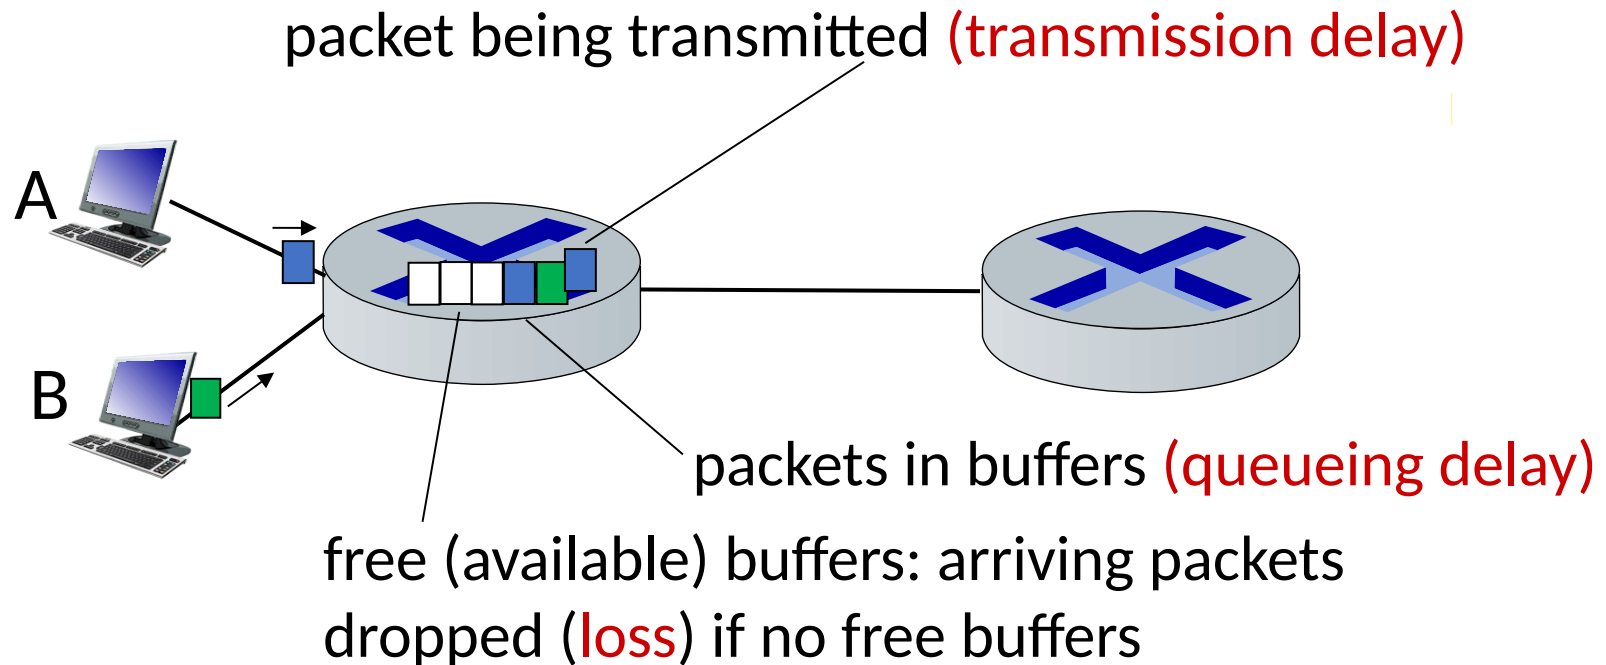 packet being transmitted (transmission delay)
A
B
packets in buffers (queueing delay)
free (available) buffers: arriving packets
dropped (loss) if no free buffers